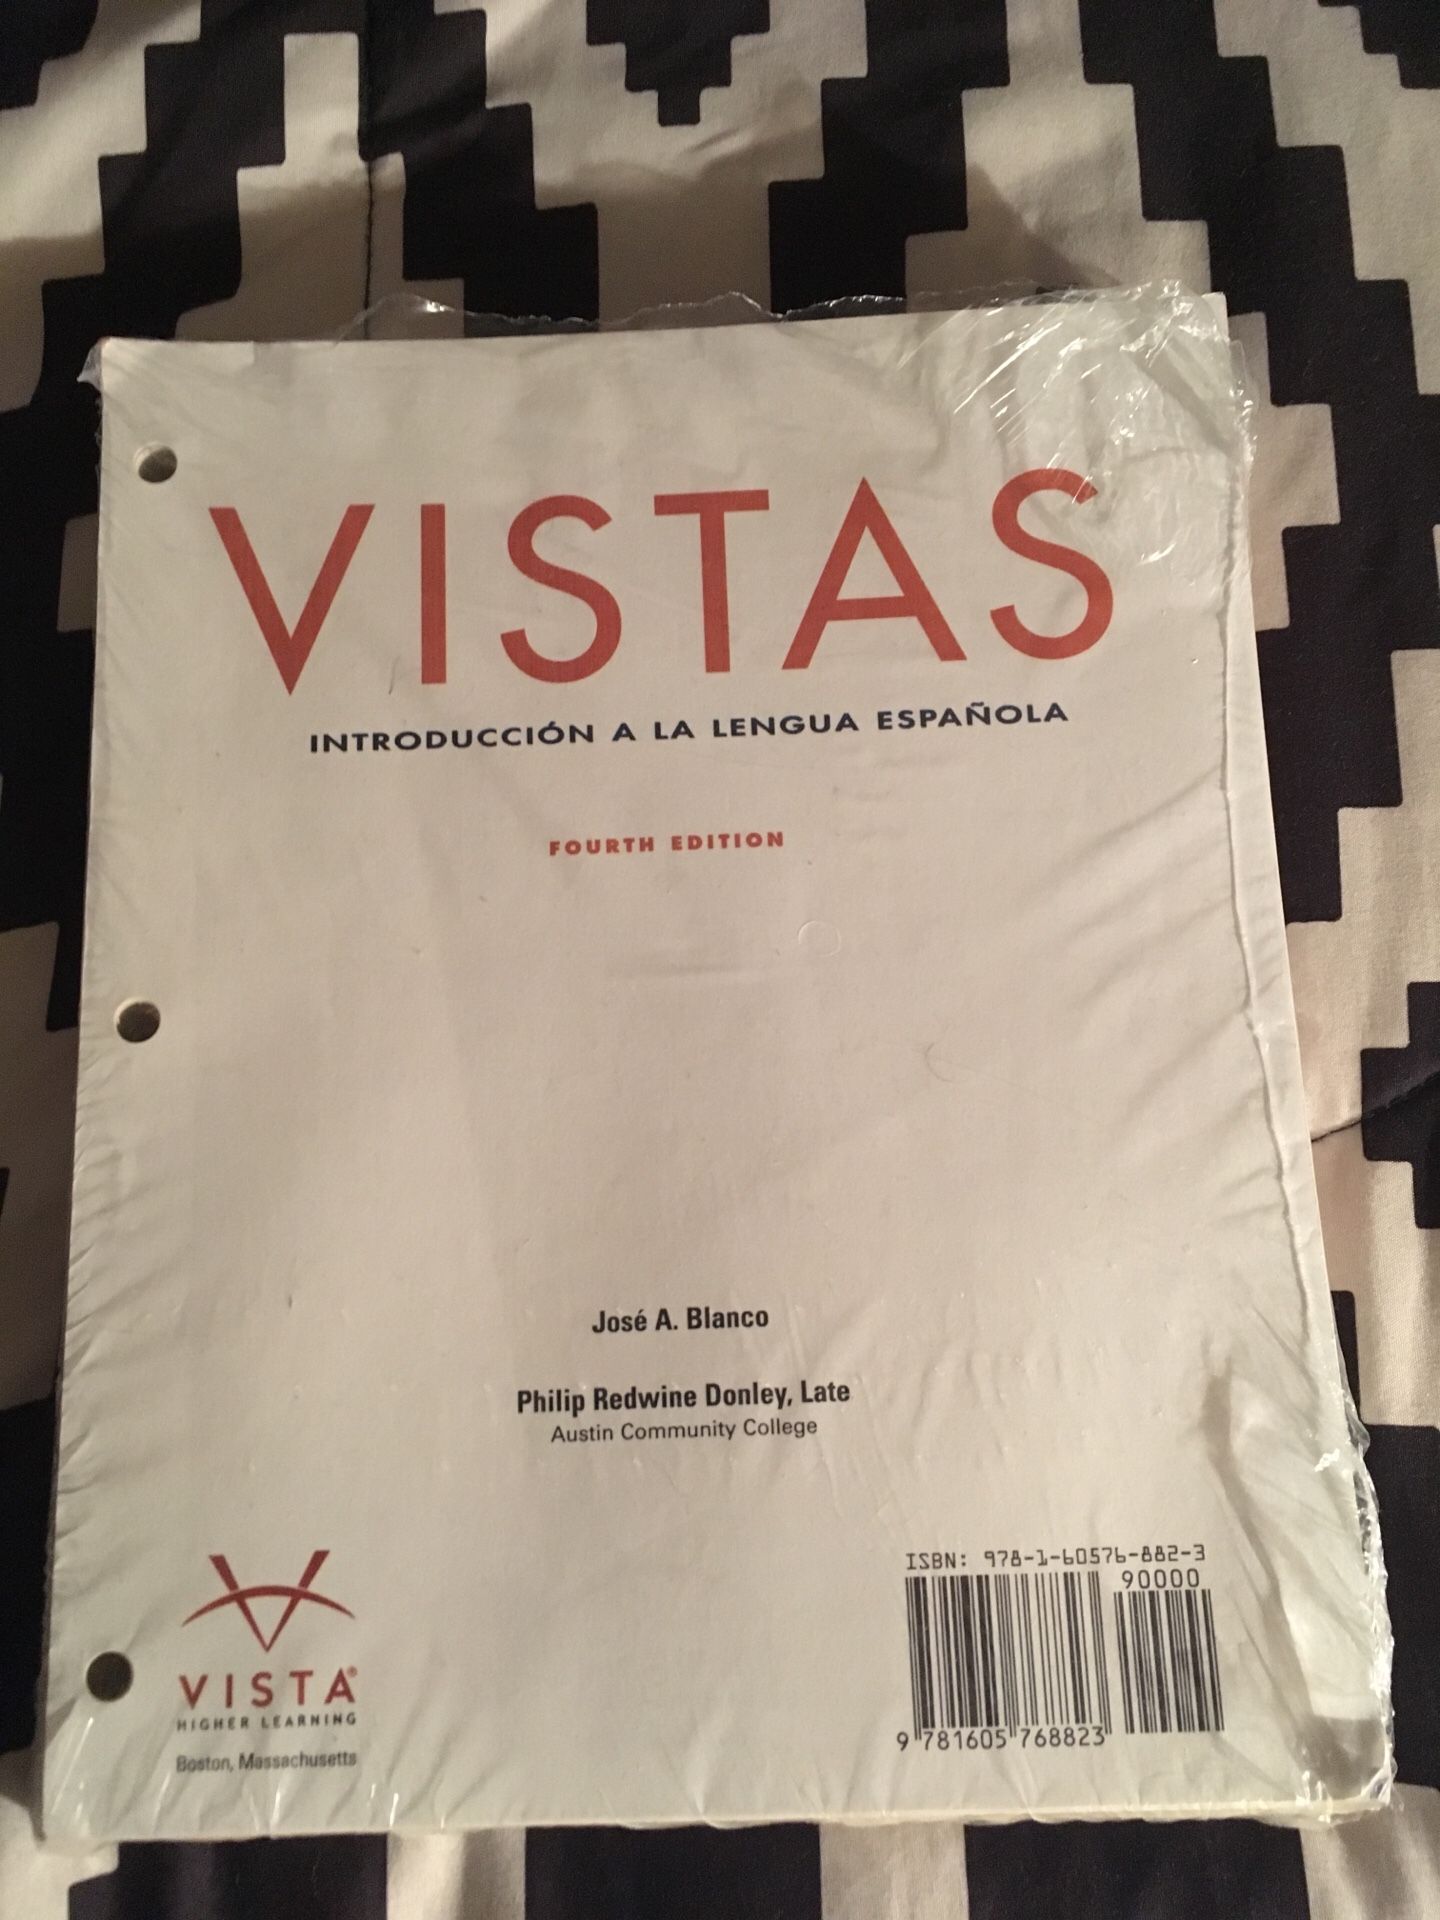 VISTAS
INTRODUCCIÓN A LA LENGUA ESPAÑOLA
FOURTH EDITION
José A. Blanco
Philip Redwine Donley, Late
Austin Community College
VISTA®
HIGHER LEARNING
Boston, Massachusetts
ISBN: 978-1-60576-882-3
90000
9 781605 768823